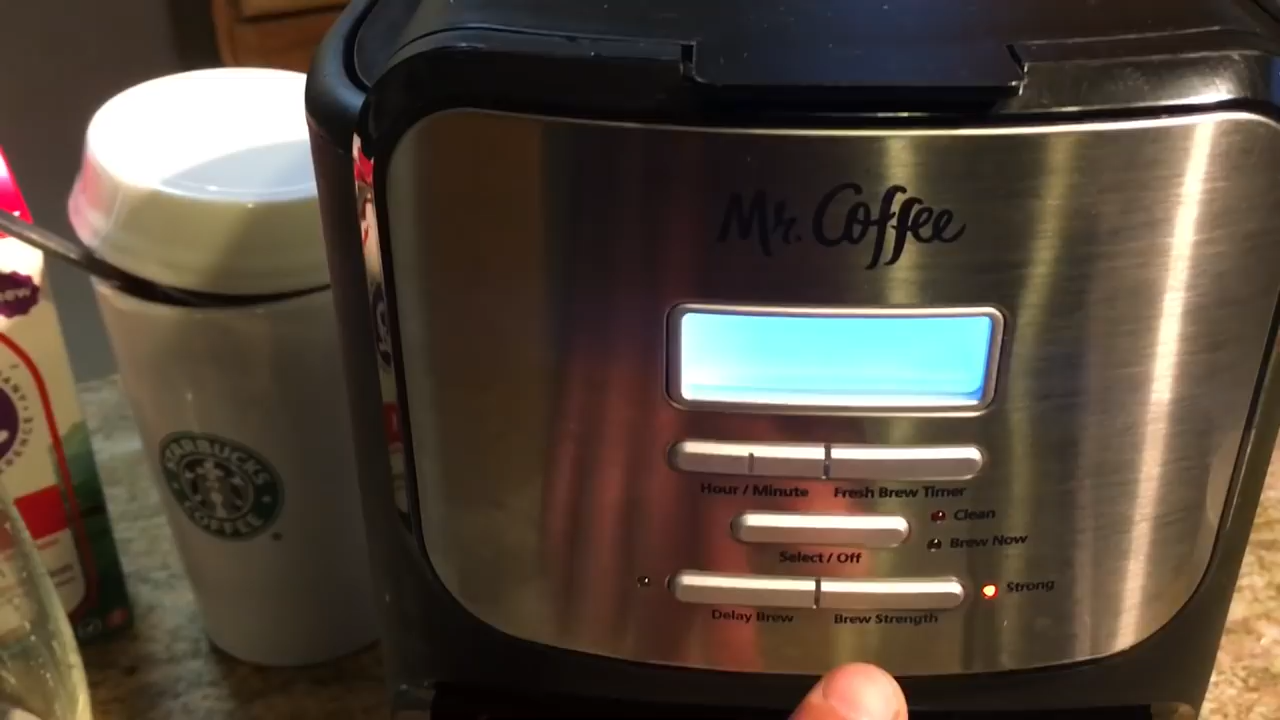 Mr. Coffee
Hour / Minute
Fresh Brew Timer
Clean
Select / Off
Brew Now
Delay Brew
Brew Strength
Strong
STARBUCKS
COFFEE